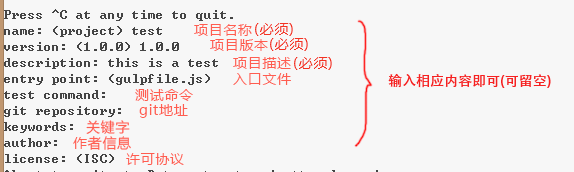 Press ^C at any time to quit.
name: (project) test 项目名称(必须)
version: (1.0.0) 1.0.0 项目版本(必须)
description: this is a test 项目描述(必须)
entry point: (gulpfile.js) 入口文件
输入相应内容即可(可留空)
test command: 测试命令
git repository: git地址
keywords: 关键字
author: 作者信息
license: (ISC) 许可协议